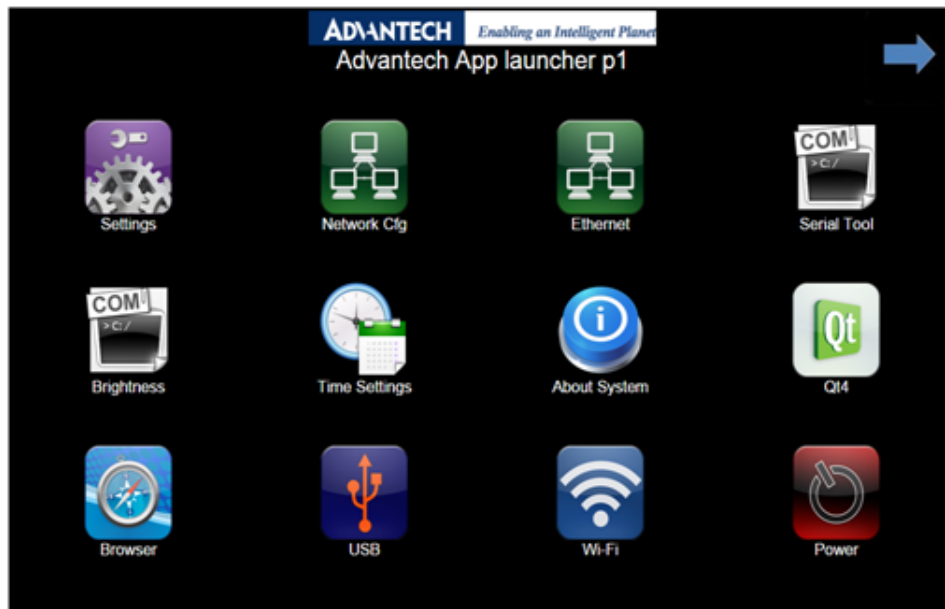 ADVANTECH Enabling an Intelligent Planet
Advantech App launcher p1
COM
> C:/
Settings Network Cfg Ethernet Serial Tool
COM
> C:/
Qt
Brightness Time Settings About System Qt4
Browser USB Wi-Fi Power